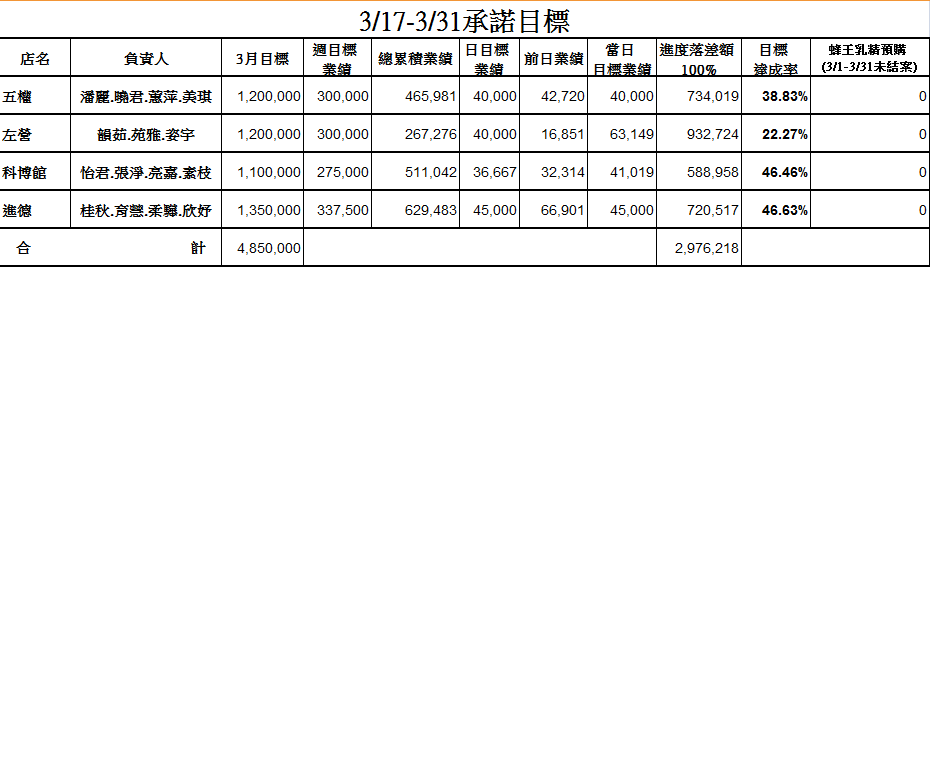 3/17-3/31承諾目標
店名 負責人 3月目標 週目標業績 總累積業績 日目標業績 前日業績 當日目標業績 進度落差額100% 目標達成率 蜂王乳精預購(3/1-3/31未結案)
五權 潘麗.曉君.蕙萍.美琪 1,200,000 300,000 465,981 40,000 42,720 40,000 734,019 38.83% 0
左營 韻茹.苑雅.姿宇 1,200,000 300,000 267,276 40,000 16,851 63,149 932,724 22.27% 0
科博館 怡君.張淨.亮嘉.素枝 1,100,000 275,000 511,042 36,667 32,314 41,019 588,958 46.46% 0
進德 桂秋.育慧.柔驊.欣妤 1,350,000 337,500 629,483 45,000 66,901 45,000 720,517 46.63% 0
合 計 4,850,000 2,976,218